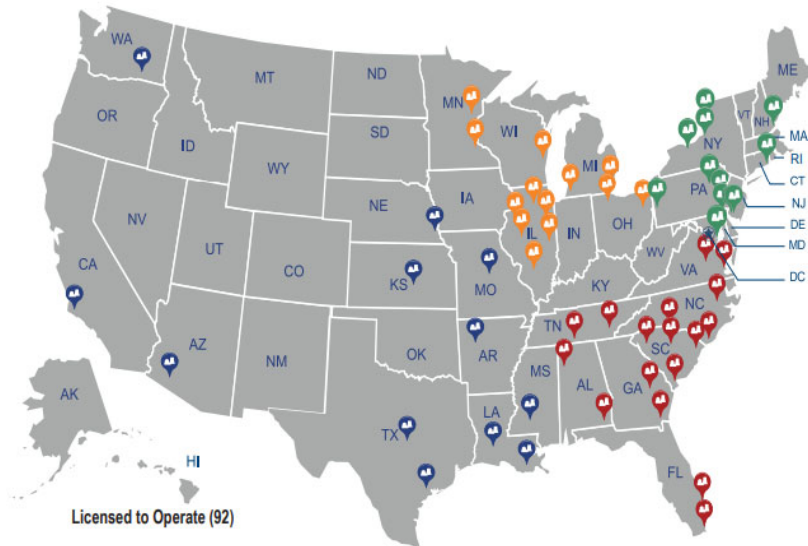 WA
MT
ND
MN
ME
OR
ID
SD
WI
MI
VT
NH
NY
MA
RI
CT
WY
IA
NE
PA
NJ
NV
UT
CO
IL
IN
OH
WV
DE
MD
DC
CA
KS
MO
KY
VA
AZ
NM
OK
AR
TN
NC
SC
MS
AL
GA
TX
LA
FL
AK
HI
Licensed to Operate (92)